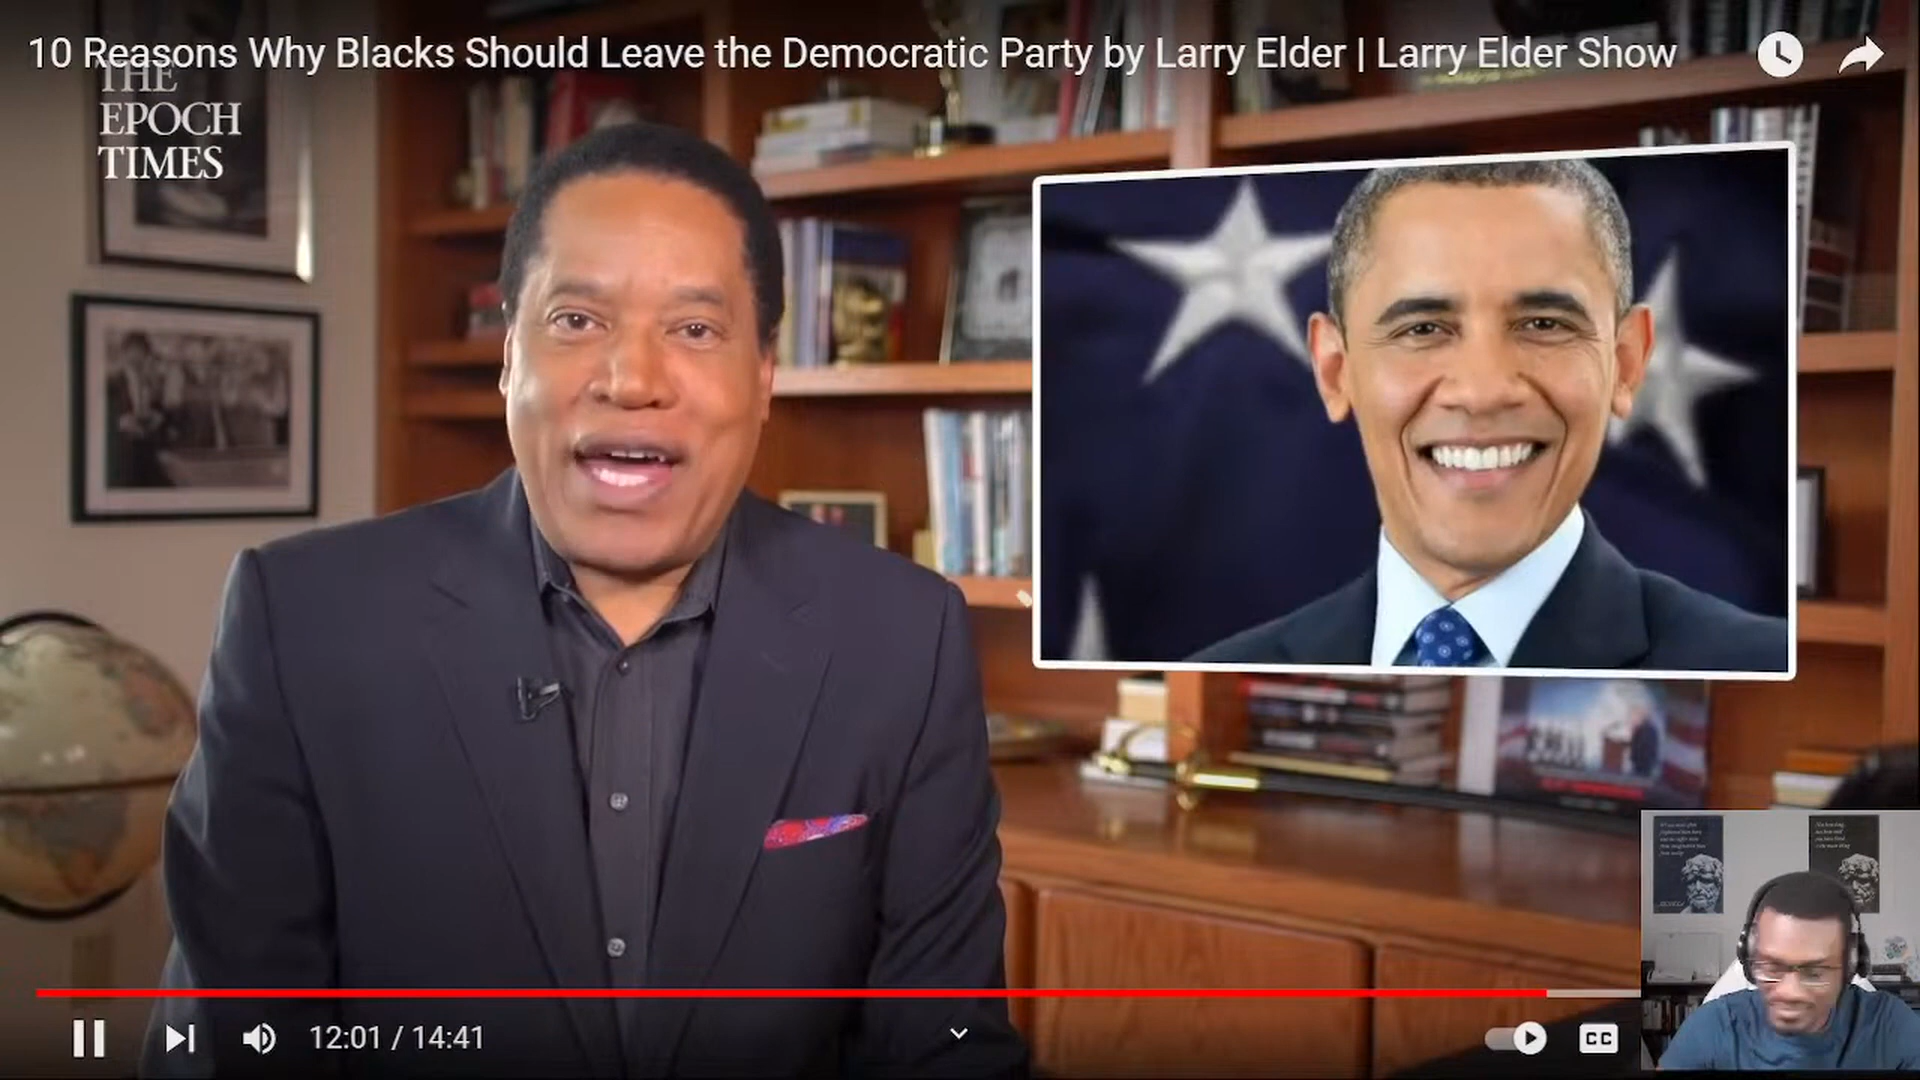 10 Reasons Why Blacks Should Leave the Democratic Party by Larry Elder | Larry Elder Show
THE
EPOCH
TIMES
12:01 / 14:41
CC